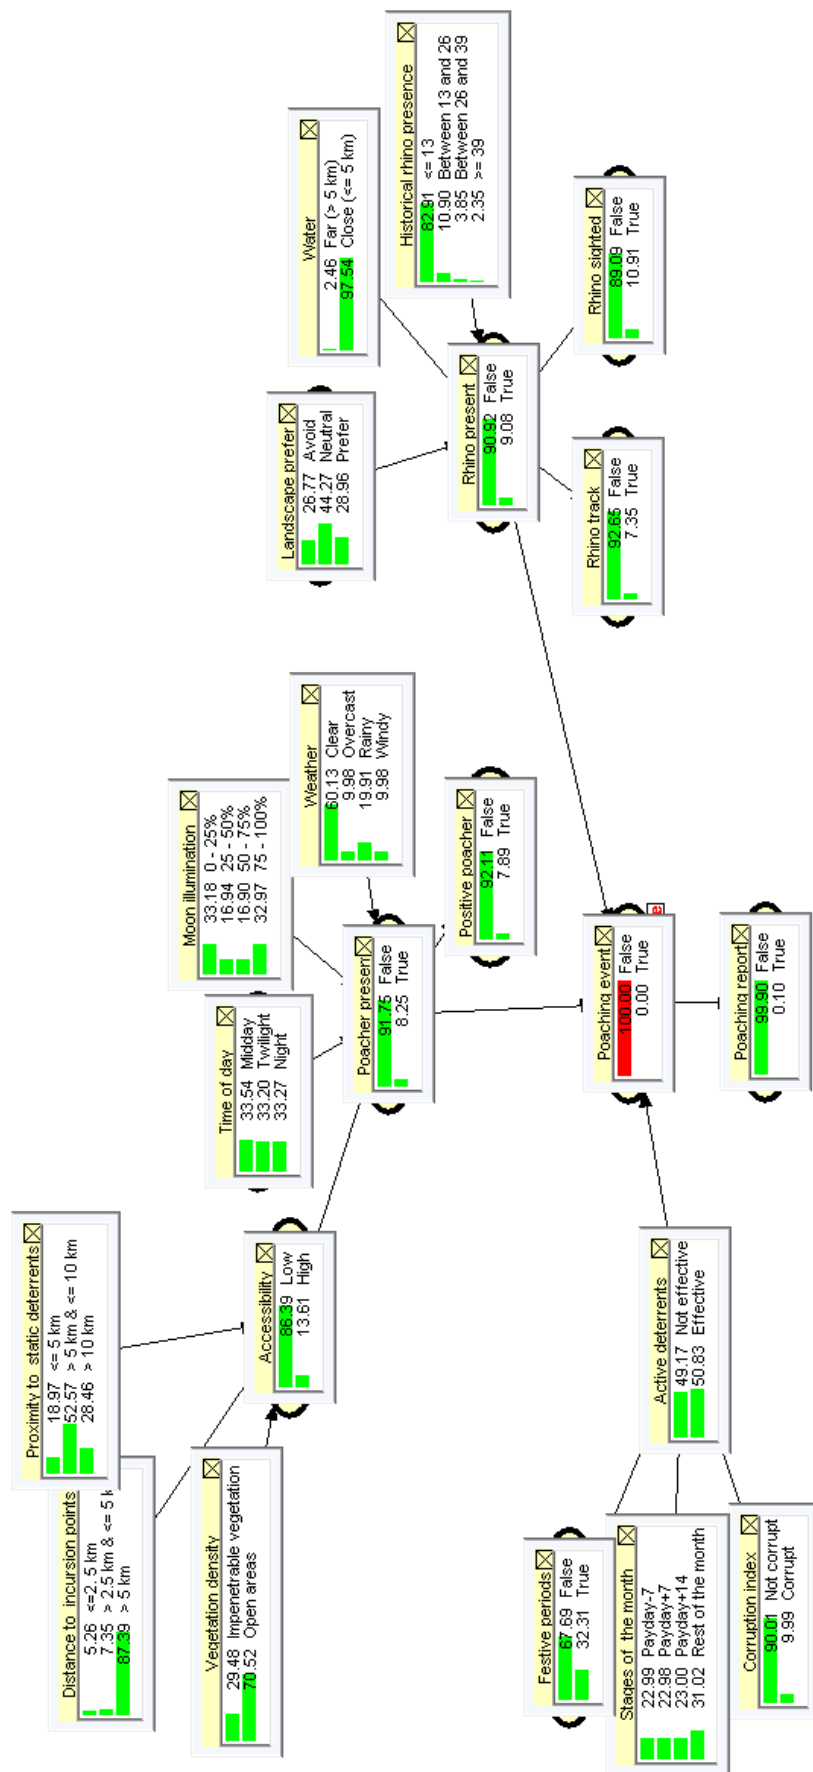 Proximity to static deterrents
18.97 <= 5 km
52.57 > 5 km & <= 10 km
28.46 > 10 km
Distance to incursion points
5.26 <=2. 5 km
7.35 > 2.5 km & <= 5 k
87.39 > 5 km
Vegetation density
29.48 Impenetrable vegetation
70.52 Open areas
Accessibility
86.39 Low
13.61 High
Time of day
33.54 Midday
33.20 Twilight
33.27 Night
Moon illumination
33.18 0 - 25%
16.94 25 - 50%
16.90 50 - 75%
32.97 75 - 100%
Weather
60.13 Clear
9.98 Overcast
19.91 Rainy
9.98 Windy
Poacher present
91.75 False
8.25 True
Positive poacher
92.11 False
7.89 True
Landscape prefer
26.77 Avoid
44.27 Neutral
28.96 Prefer
Water
2.46 Far (> 5 km)
97.54 Close (<= 5 km)
Historical rhino presence
82.91 <= 13
10.90 Between 13 and 26
3.85 Between 26 and 39
2.35 >= 39
Rhino present
90.92 False
9.08 True
Rhino track
92.65 False
7.35 True
Rhino sighted
89.09 False
10.91 True
Festive periods
67.69 False
32.31 True
Stages of the month
22.99 Payday-7
22.98 Payday+7
23.00 Payday+14
31.02 Rest of the month
Corruption index
90.01 Not corrupt
9.99 Corrupt
Active deterrents
49.17 Not effective
50.83 Effective
Poaching event
100.00 False
0.00 True
e
Poaching report
99.90 False
0.10 True